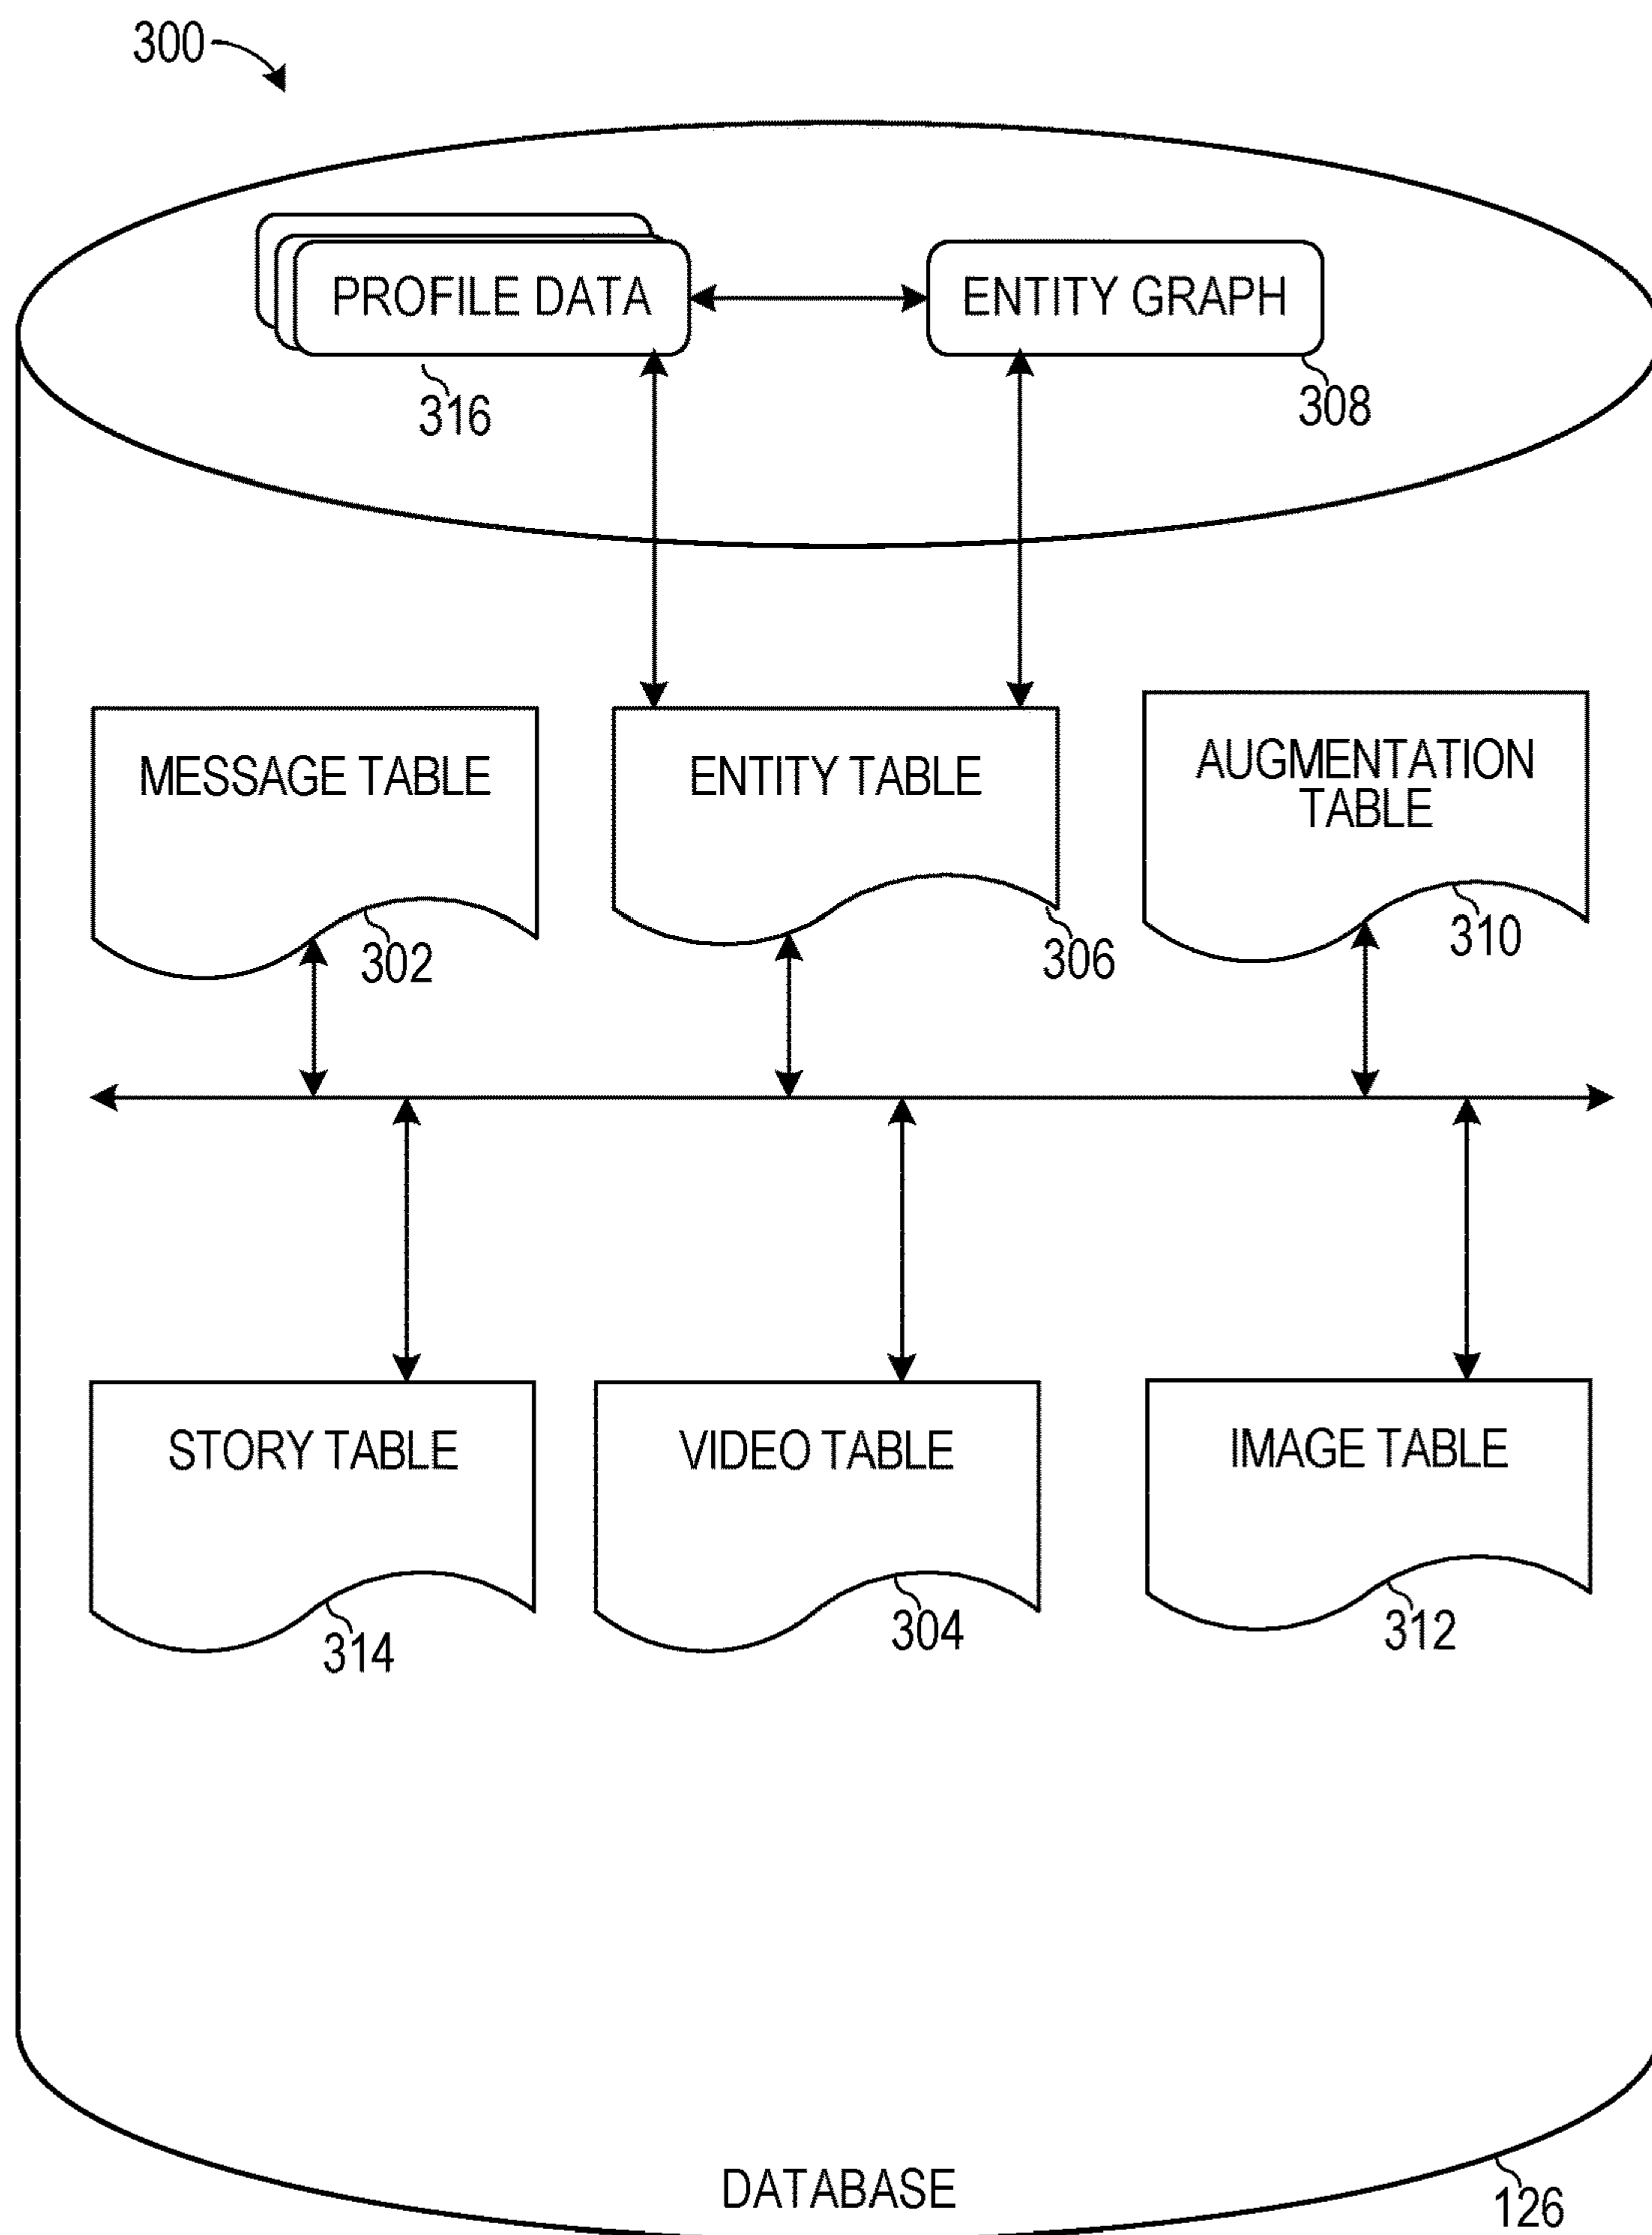 300
PROFILE DATA
ENTITY GRAPH
316
308
MESSAGE TABLE
ENTITY TABLE
AUGMENTATION
TABLE
302
306
310
STORY TABLE
VIDEO TABLE
IMAGE TABLE
314
304
312
DATABASE
126